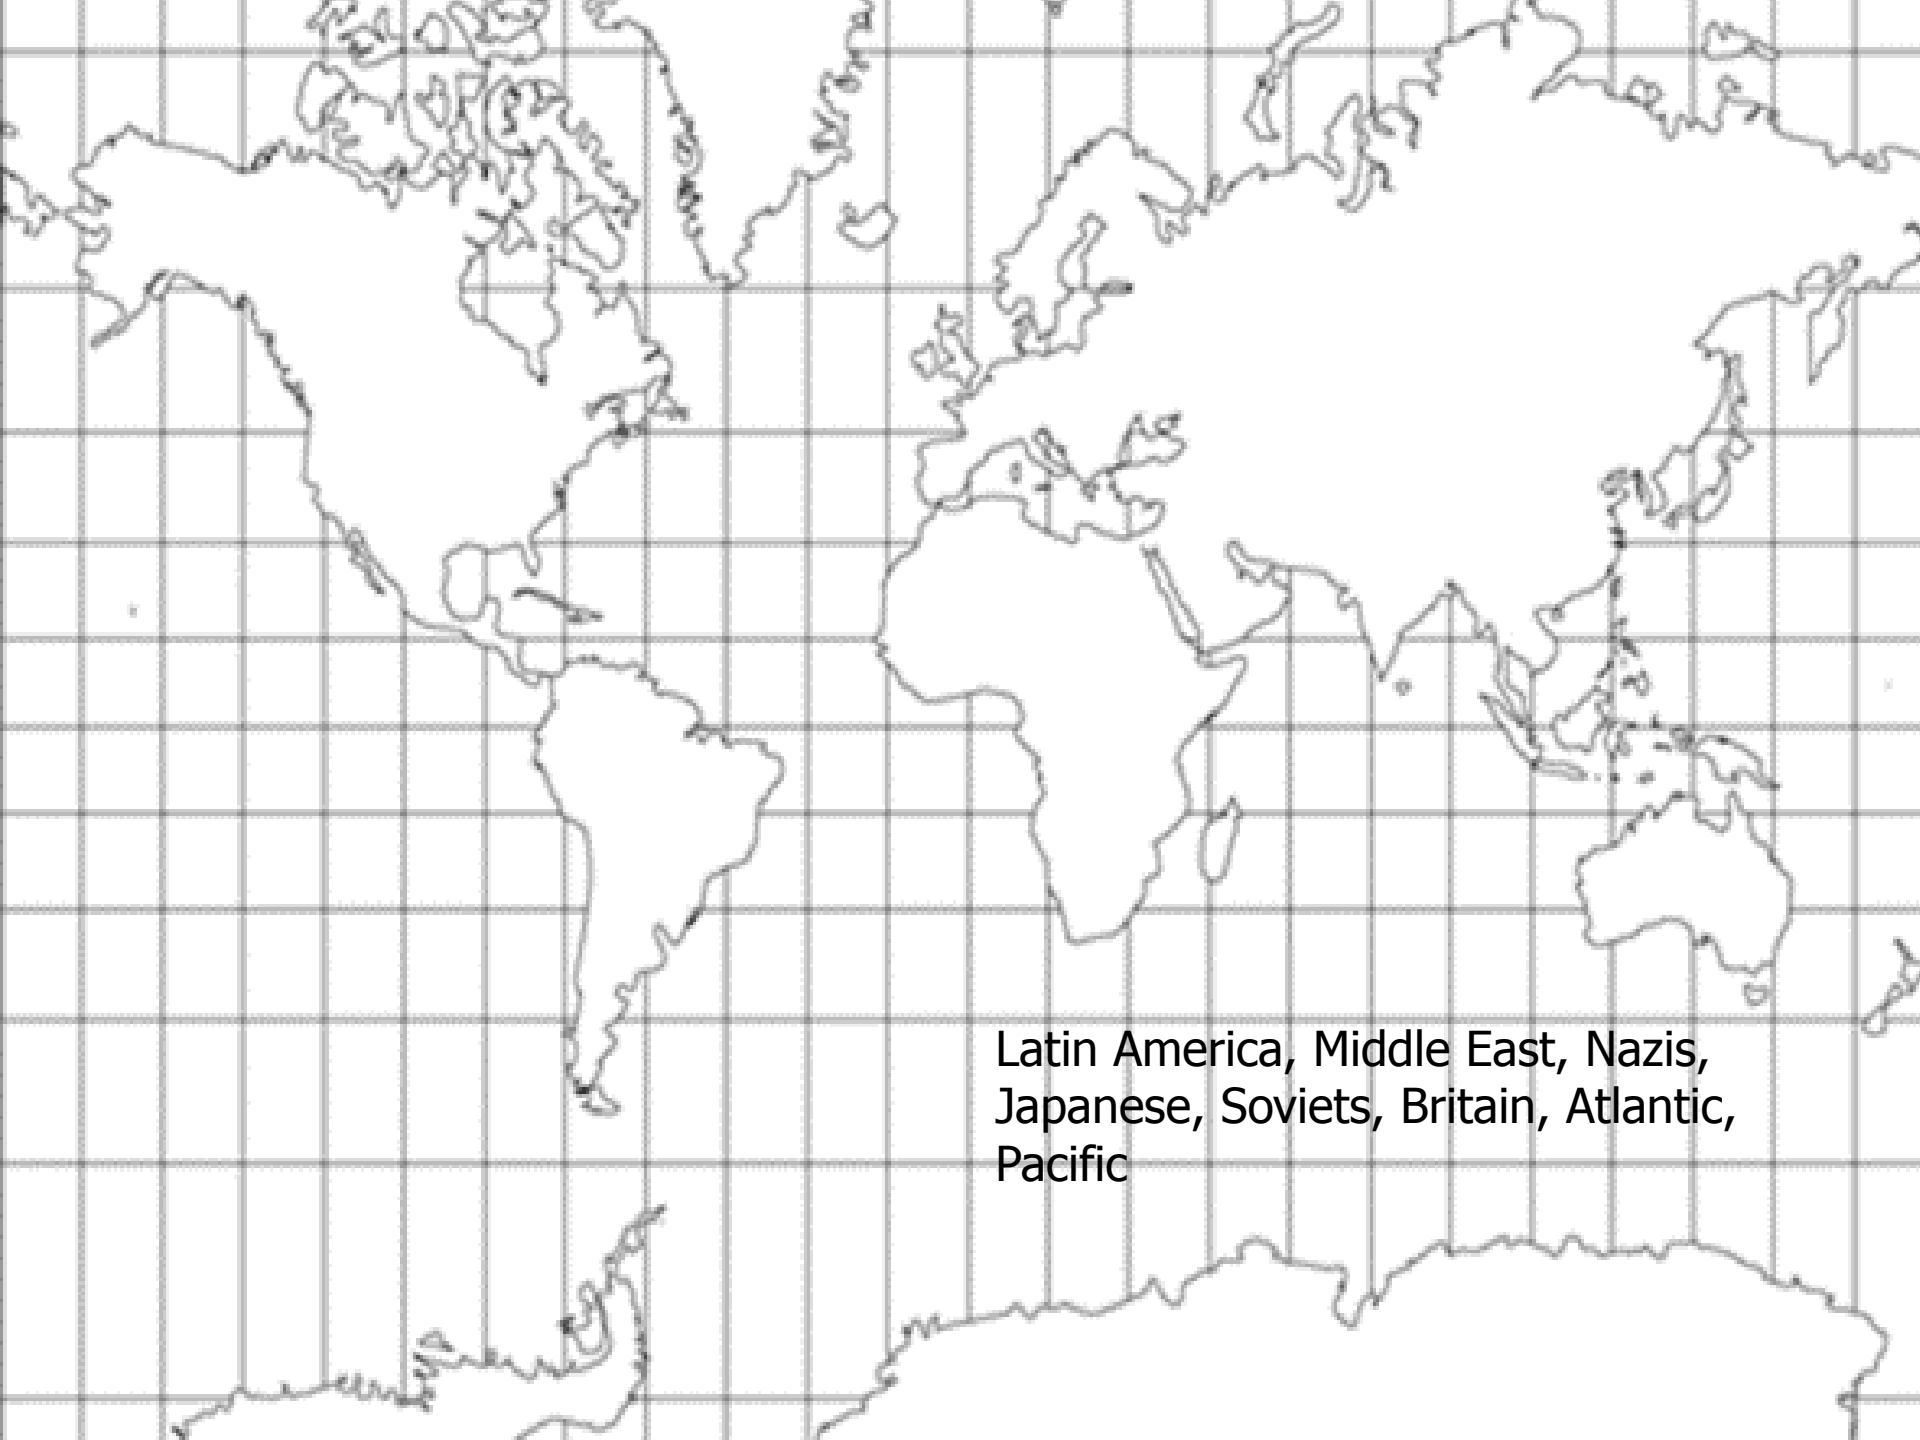 Latin America, Middle East, Nazis,
Japanese, Soviets, Britain, Atlantic,
Pacific